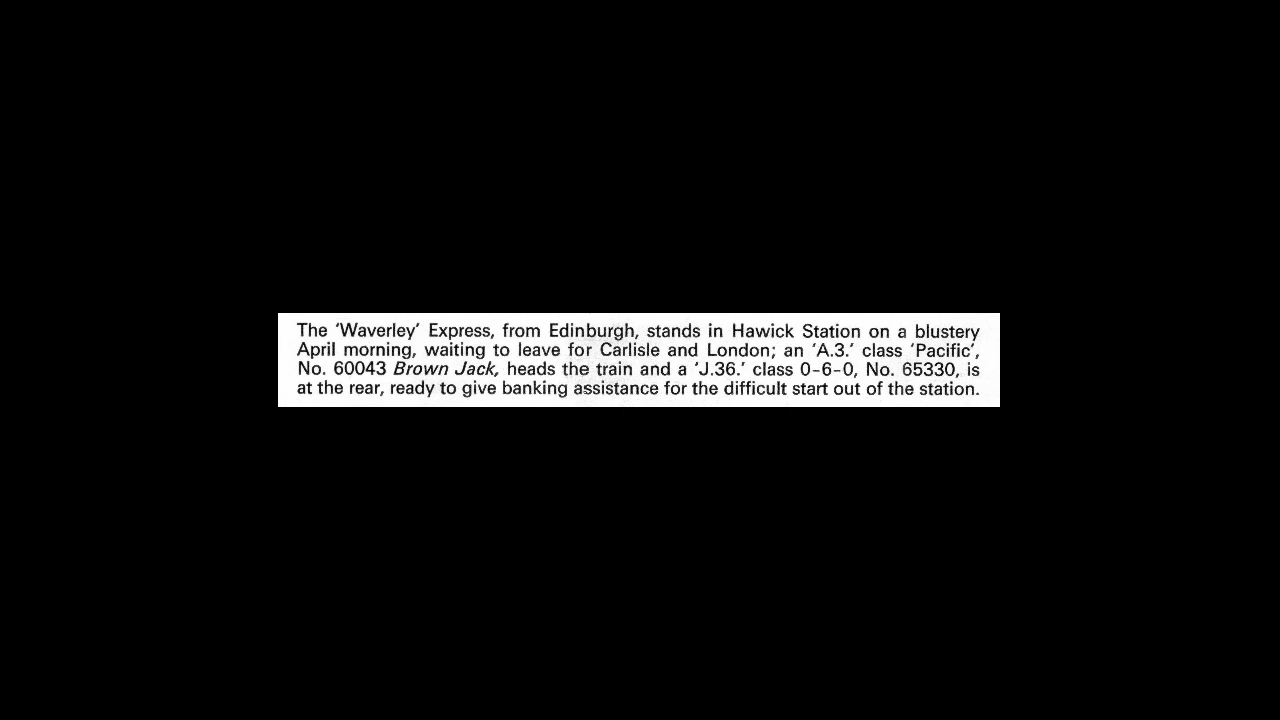 The 'Waverley' Express, from Edinburgh, stands in Hawick Station on a blustery
April morning, waiting to leave for Carlisle and London; an 'A.3.' class 'Pacific',
No. 60043 Brown Jack, heads the train and a 'J.36.' class 0-6-0, No. 65330, is
at the rear, ready to give banking assistance for the difficult start out of the station.